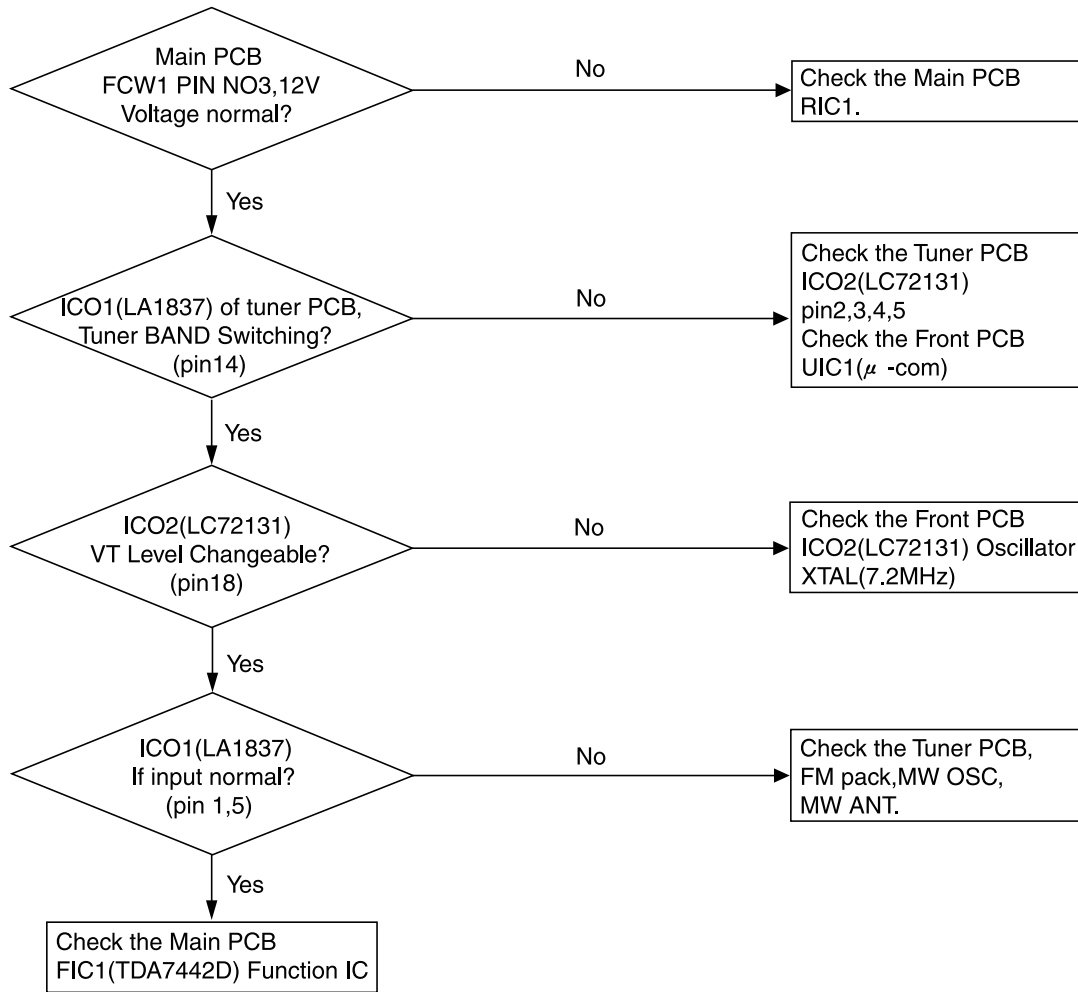 Main PCB
FCW1 PIN NO3,12V
Voltage normal?
No
Check the Main PCB
RIC1.
Yes
ICO1(LA1837) of tuner PCB,
Tuner BAND Switching?
(pin14)
No
Check the Tuner PCB
ICO2(LC72131)
pin2,3,4,5
Check the Front PCB
UIC1(μ -com)
Yes
ICO2(LC72131)
VT Level Changeable?
(pin18)
No
Check the Front PCB
ICO2(LC72131) Oscillator
XTAL(7.2MHz)
Yes
ICO1(LA1837)
If input normal?
(pin 1,5)
No
Check the Tuner PCB,
FM pack,MW OSC,
MW ANT.
Yes
Check the Main PCB
FIC1(TDA7442D) Function IC